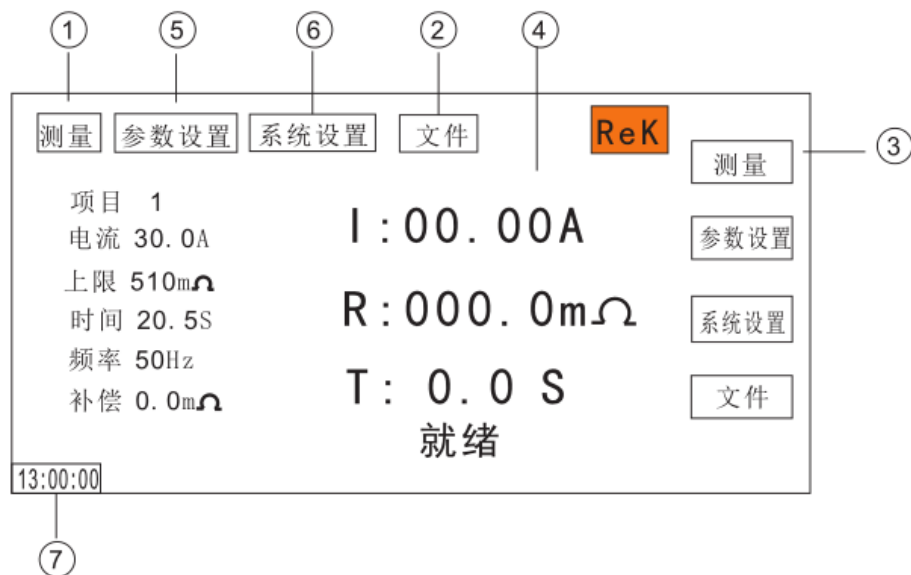 ① ⑤ ⑥ ② ④
测量 参数设置 系统设置 文件 ReK
测量 ③
项目 1
电流 30.0A
上限 510mΩ
时间 20.5S
频率 50Hz
补偿 0.0mΩ
I:00.00A
R:000.0mΩ
T: 0.0 S
就绪
参数设置
系统设置
文件
13:00:00
⑦